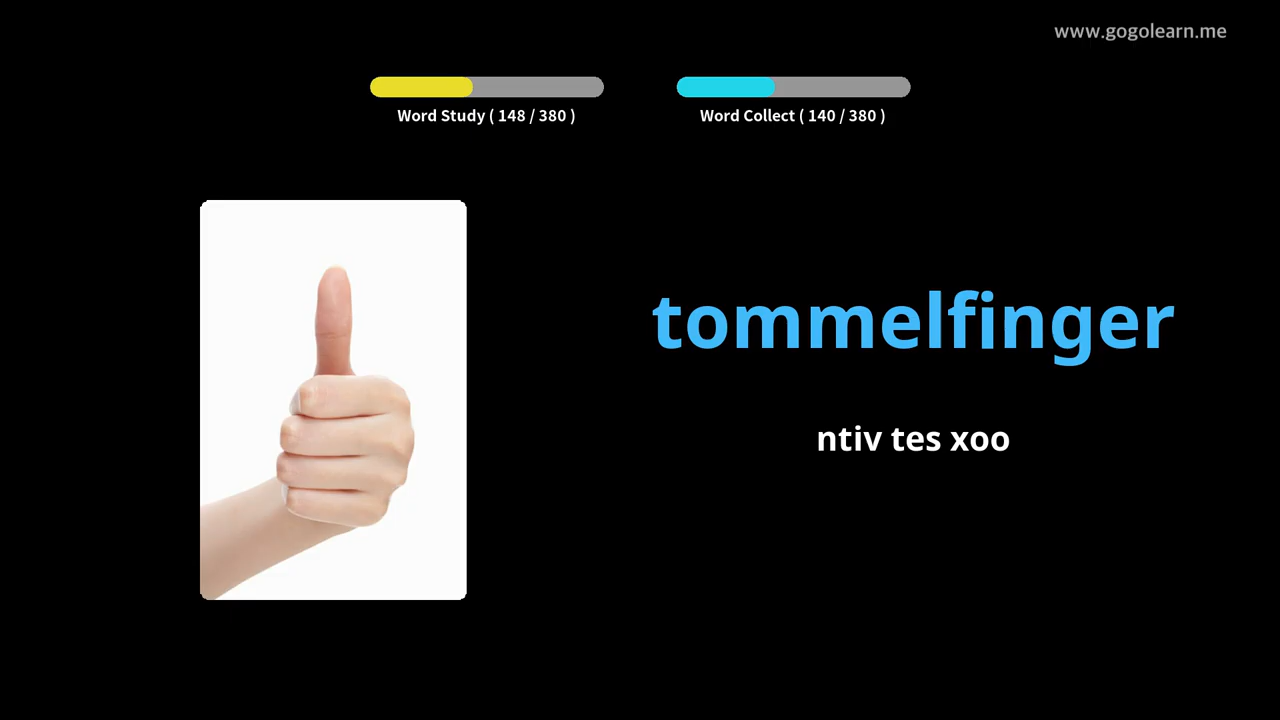 www.gogolearn.me
Word Study ( 148 / 380 )
Word Collect ( 140 / 380 )
tommelfinger
ntiv tes xoo